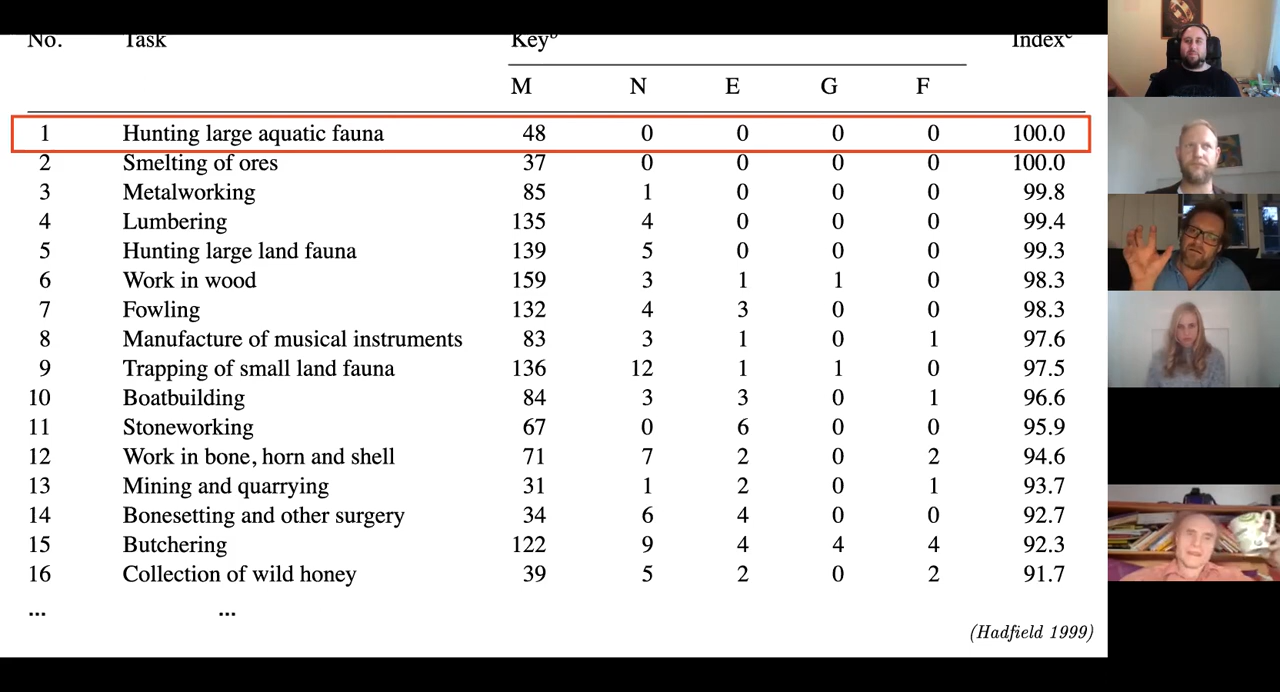 No. Task Keyᵇ Indexᶜ
M N E G F
1 Hunting large aquatic fauna 48 0 0 0 0 100.0
2 Smelting of ores 37 0 0 0 0 100.0
3 Metalworking 85 1 0 0 0 99.8
4 Lumbering 135 4 0 0 0 99.4
5 Hunting large land fauna 139 5 0 0 0 99.3
6 Work in wood 159 3 1 1 0 98.3
7 Fowling 132 4 3 0 0 98.3
8 Manufacture of musical instruments 83 3 1 0 1 97.6
9 Trapping of small land fauna 136 12 1 1 0 97.5
10 Boatbuilding 84 3 3 0 1 96.6
11 Stoneworking 67 0 6 0 0 95.9
12 Work in bone, horn and shell 71 7 2 0 2 94.6
13 Mining and quarrying 31 1 2 0 1 93.7
14 Bonesetting and other surgery 34 6 4 0 0 92.7
15 Butchering 122 9 4 4 4 92.3
16 Collection of wild honey 39 5 2 0 2 91.7
... ...
(Hadfield 1999)